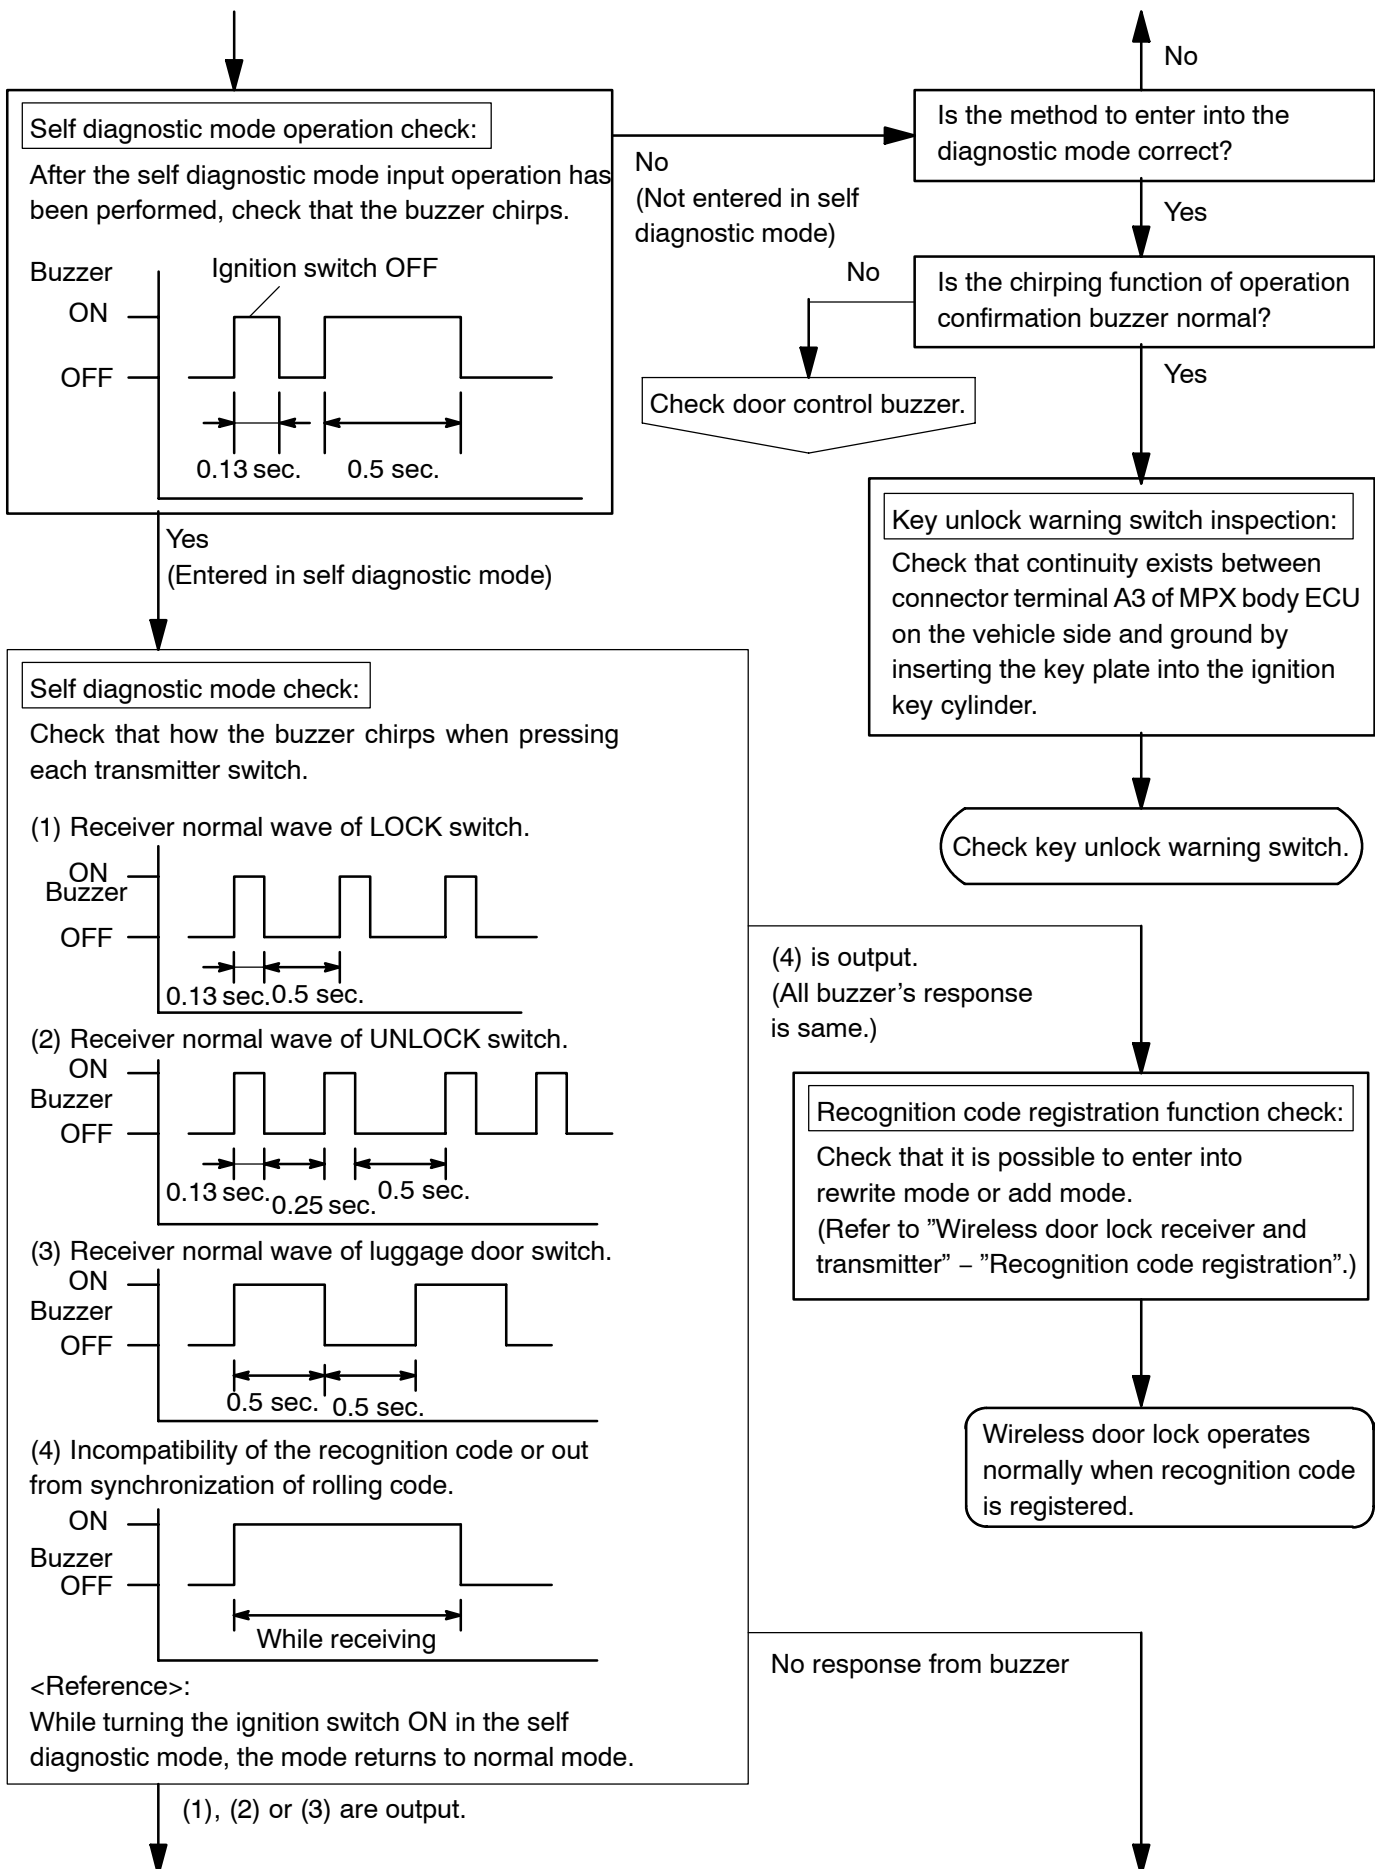 Self diagnostic mode operation check:
After the self diagnostic mode input operation has
been performed, check that the buzzer chirps.
Buzzer
Ignition switch OFF
ON
OFF
0.13 sec.
0.5 sec.
No
(Not entered in self
diagnostic mode)
No
Is the method to enter into the
diagnostic mode correct?
Yes
No
Is the chirping function of operation
confirmation buzzer normal?
Check door control buzzer.
Yes
Key unlock warning switch inspection:
Check that continuity exists between
connector terminal A3 of MPX body ECU
on the vehicle side and ground by
inserting the key plate into the ignition
key cylinder.
Check key unlock warning switch.
Yes
(Entered in self diagnostic mode)
Self diagnostic mode check:
Check that how the buzzer chirps when pressing
each transmitter switch.
(1) Receiver normal wave of LOCK switch.
ON
Buzzer
OFF
0.13 sec.
0.5 sec.
(2) Receiver normal wave of UNLOCK switch.
ON
Buzzer
OFF
0.13 sec.
0.25 sec.
0.5 sec.
(3) Receiver normal wave of luggage door switch.
ON
Buzzer
OFF
0.5 sec.
0.5 sec.
(4) Incompatibility of the recognition code or out
from synchronization of rolling code.
ON
Buzzer
OFF
While receiving
<Reference>:
While turning the ignition switch ON in the self
diagnostic mode, the mode returns to normal mode.
(4) is output.
(All buzzer’s response
is same.)
Recognition code registration function check:
Check that it is possible to enter into
rewrite mode or add mode.
(Refer to ”Wireless door lock receiver and
transmitter” – ”Recognition code registration”.)
Wireless door lock operates
normally when recognition code
is registered.
No response from buzzer
(1), (2) or (3) are output.